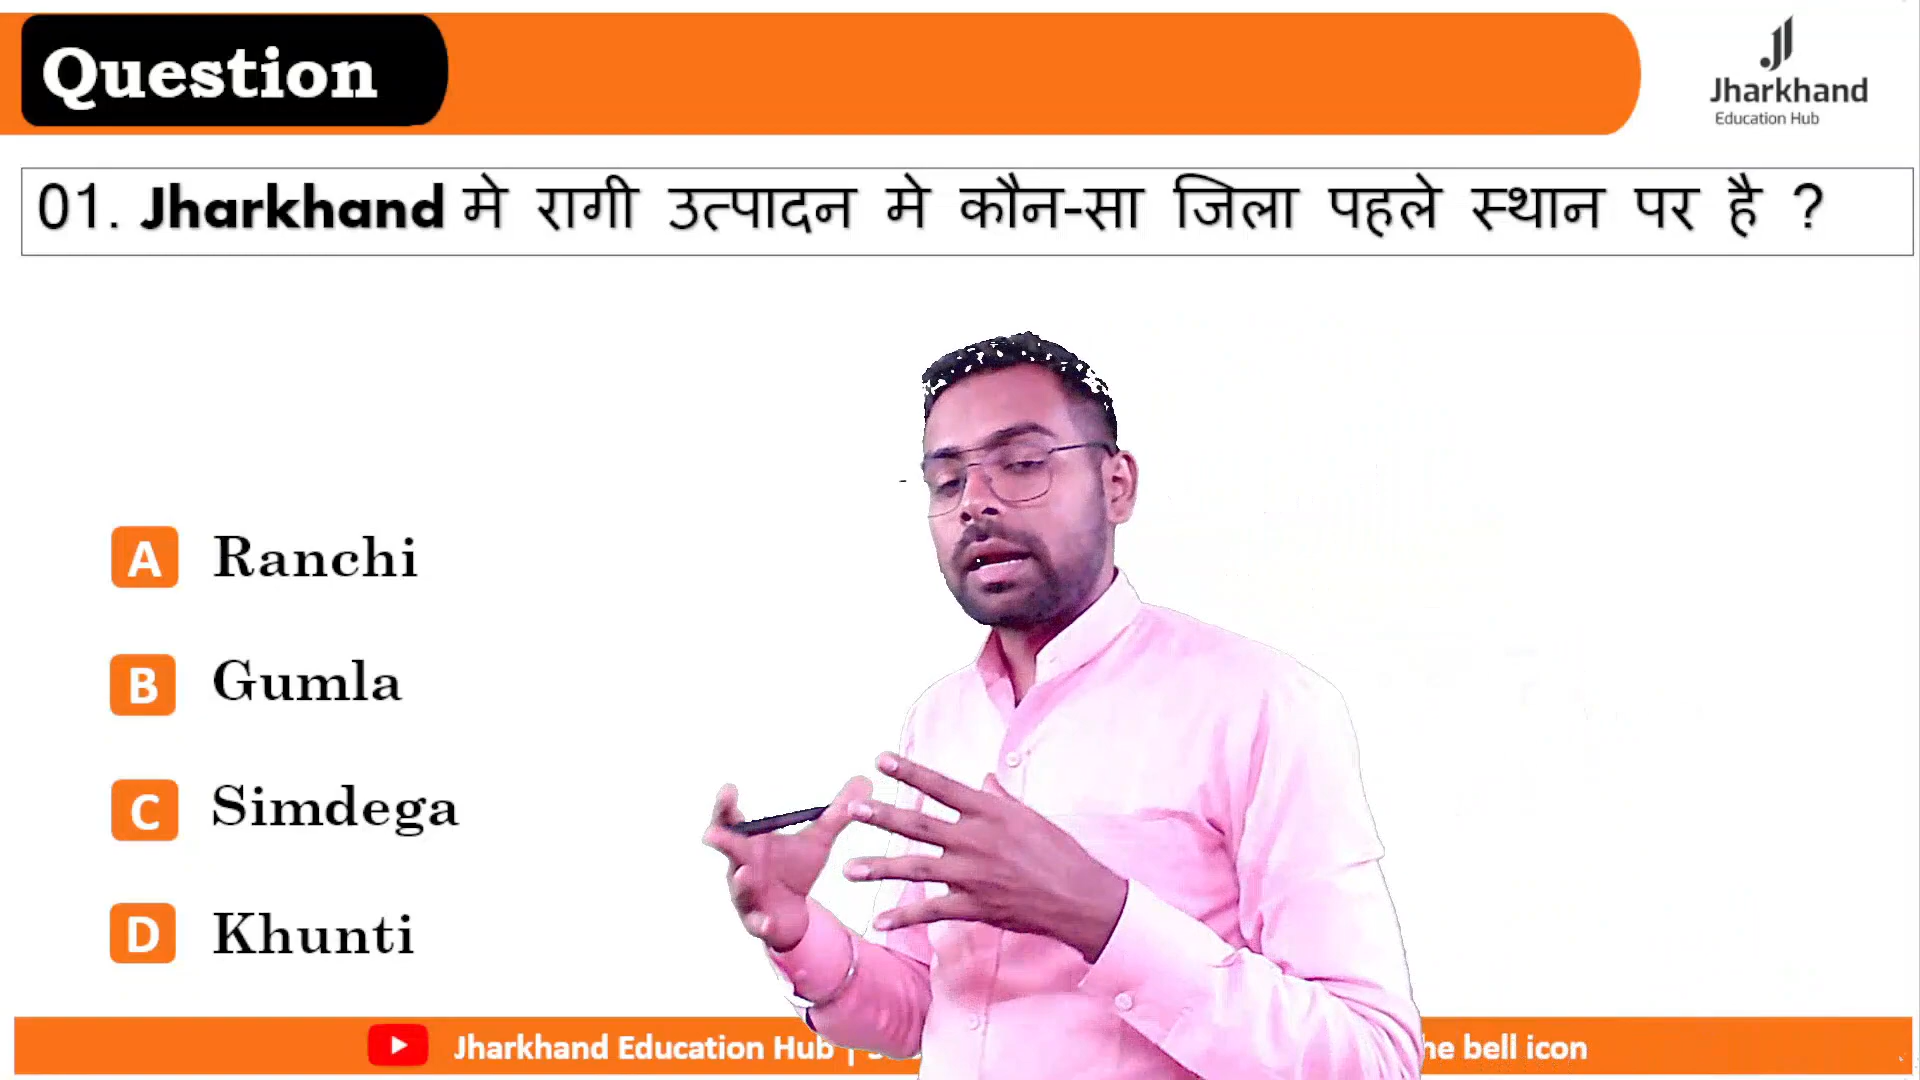 Question
Jharkhand
Education Hub
01. Jharkhand मे रागी उत्पादन मे कौन-सा जिला पहले स्थान पर है ?
A Ranchi
B Gumla
C Simdega
D Khunti
Jharkhand Education Hub | bell icon